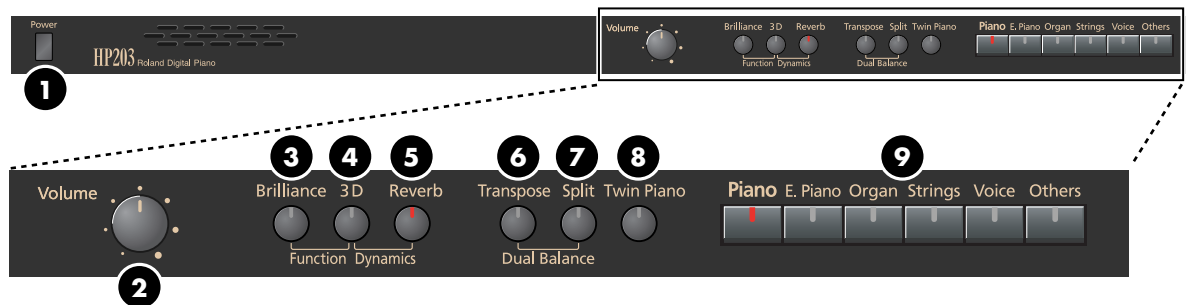 Power
HP203 Roland Digital Piano
1
Volume
Brilliance 3D Reverb
Function Dynamics
Transpose Split Twin Piano
Dual Balance
Piano E. Piano Organ Strings Voice Others
3 4 5 6 7 8 9
Volume
Brilliance 3D Reverb
Function Dynamics
Transpose Split Twin Piano
Dual Balance
Piano E. Piano Organ Strings Voice Others
2